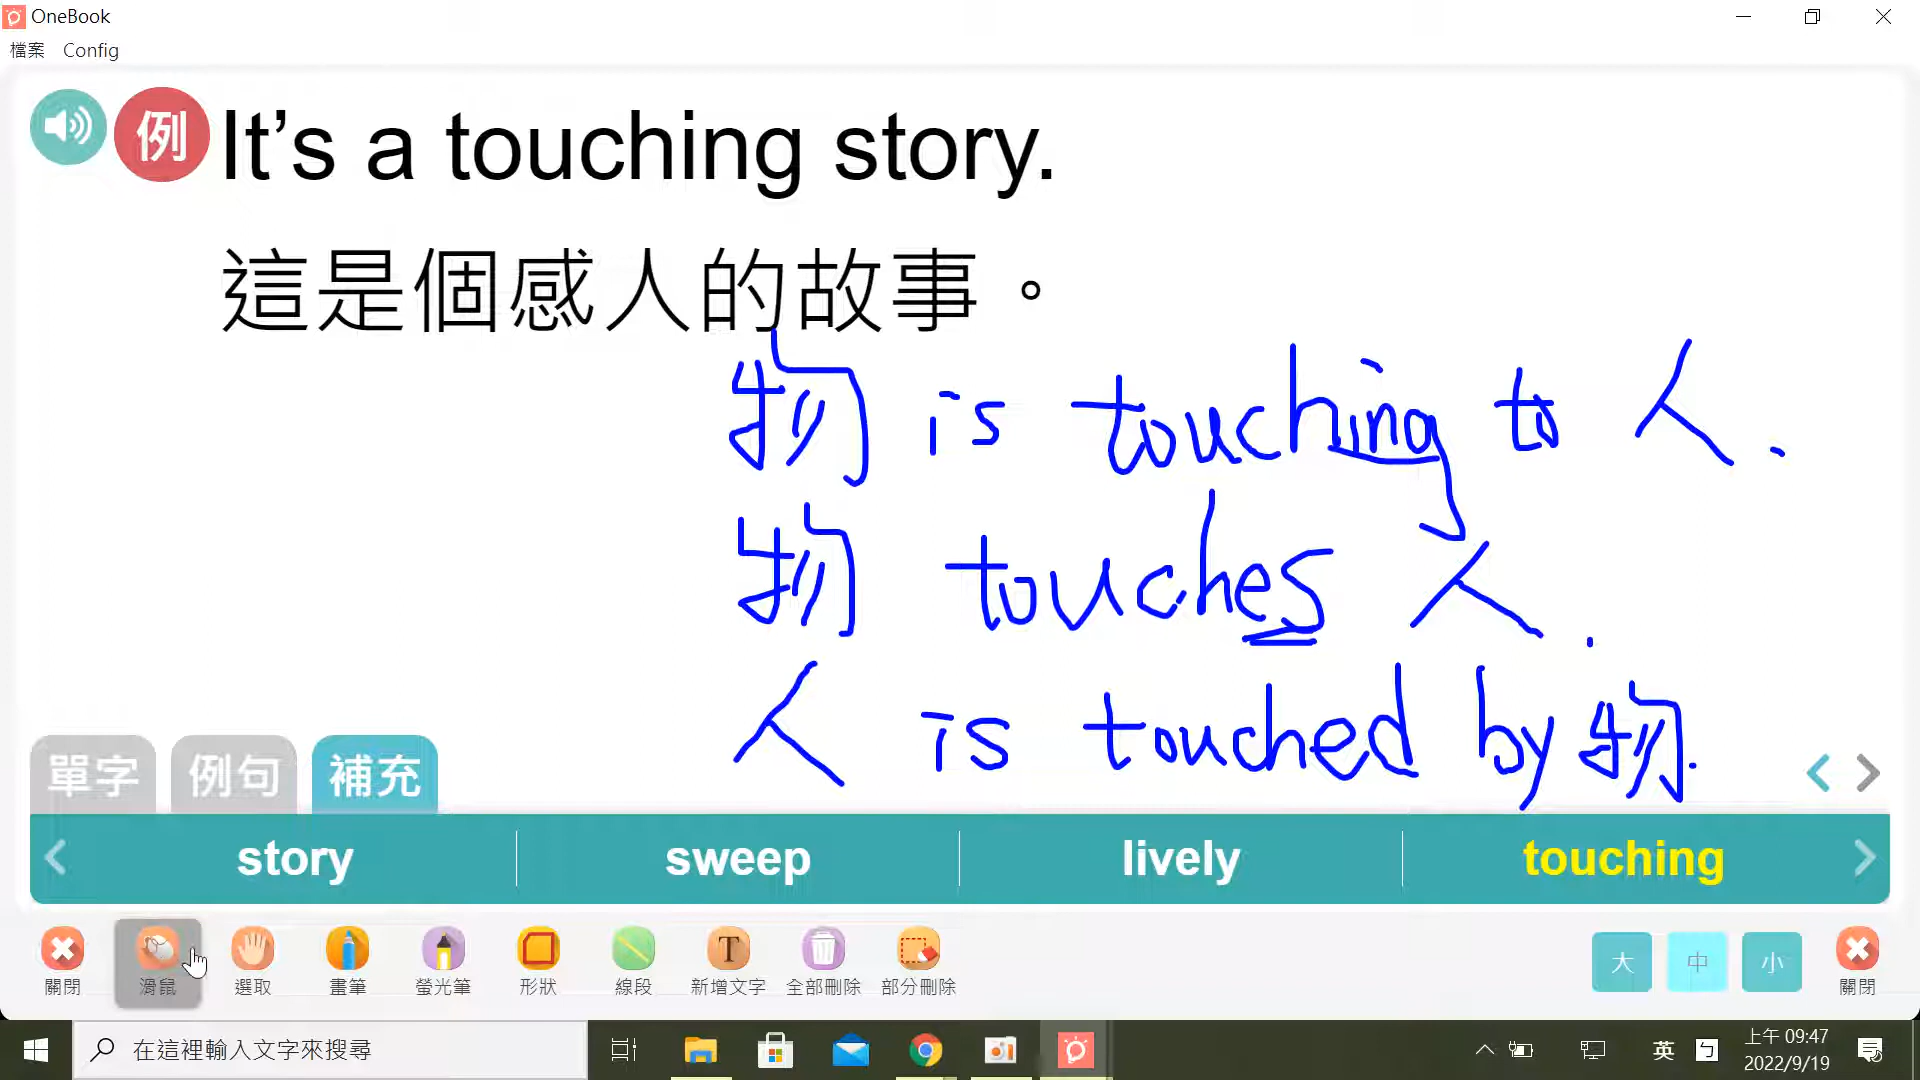 OneBook
檔案 Config
例 It’s a touching story.
這是個感人的故事。
物 is touching to 人.
物 touches 人.
人 is touched by 物.
單字 例句 補充
story sweep lively touching
關閉 滑鼠 選取 畫筆 螢光筆 形狀 線段 新增文字 全部刪除 部分刪除 大 中 小 關閉
在這裡輸入文字來搜尋 英 ㄅ 上午 09:47
2022/9/19